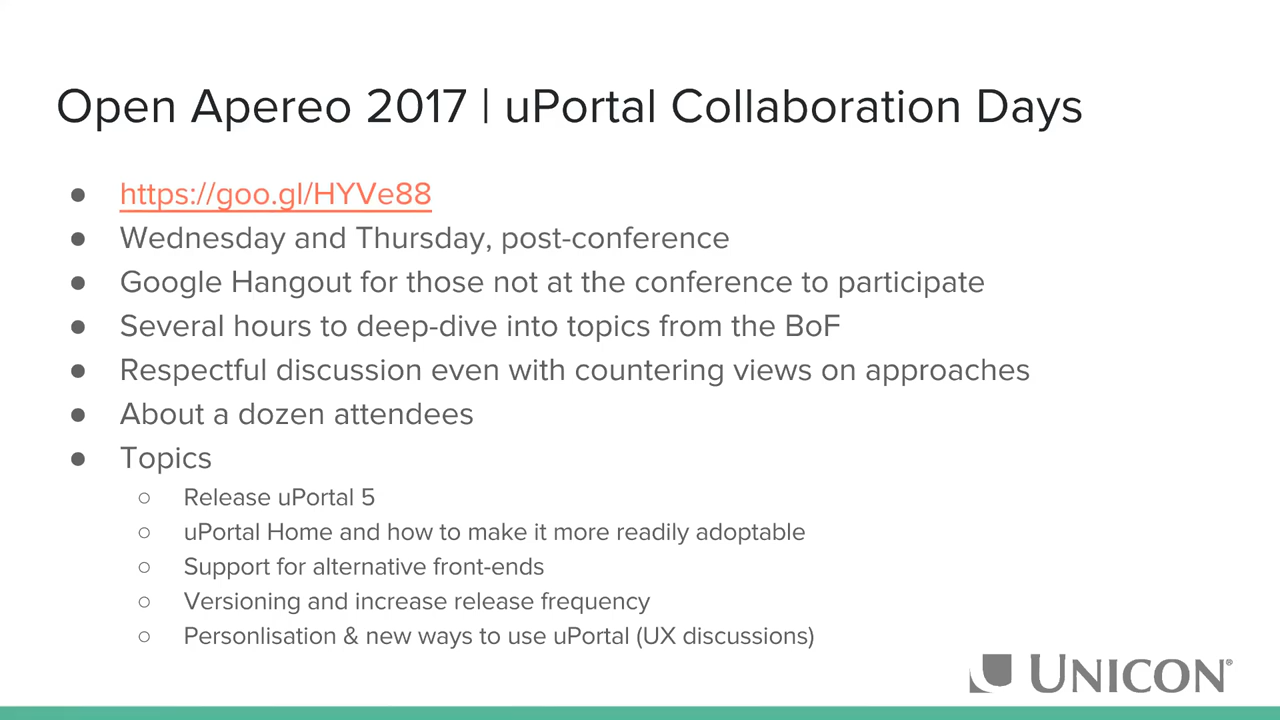 Open Apereo 2017 | uPortal Collaboration Days
● https://goo.gl/HYVe88
● Wednesday and Thursday, post-conference
● Google Hangout for those not at the conference to participate
● Several hours to deep-dive into topics from the BoF
● Respectful discussion even with countering views on approaches
● About a dozen attendees
● Topics
○ Release uPortal 5
○ uPortal Home and how to make it more readily adoptable
○ Support for alternative front-ends
○ Versioning and increase release frequency
○ Personlisation & new ways to use uPortal (UX discussions)
UNICON®